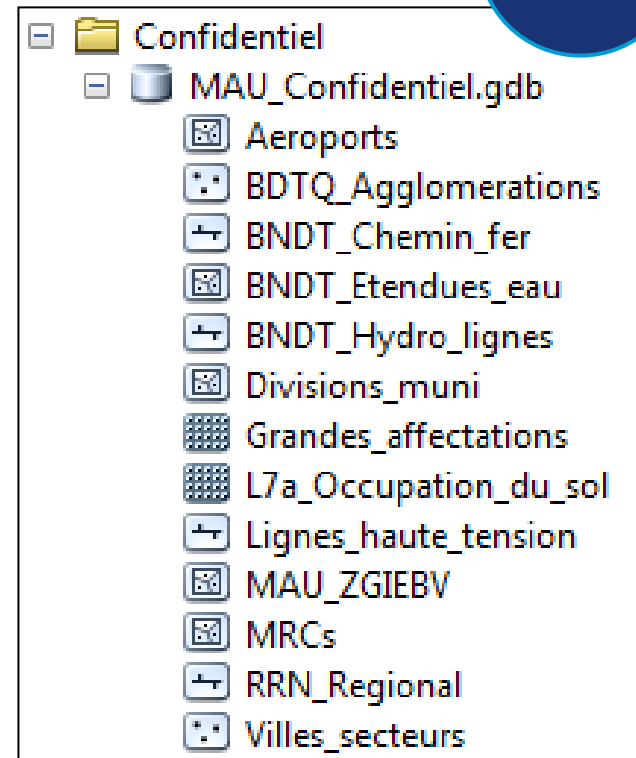 Confidentiel
MAU_Confidentiel.gdb
Aeroports
BDTQ_Agglomerations
BNDT_Chemin_fer
BNDT_Etendues_eau
BNDT_Hydro_lignes
Divisions_muni
Grandes_affectations
L7a_Occupation_du_sol
Lignes_haute_tension
MAU_ZGIEBV
MRCs
RRN_Regional
Villes_secteurs